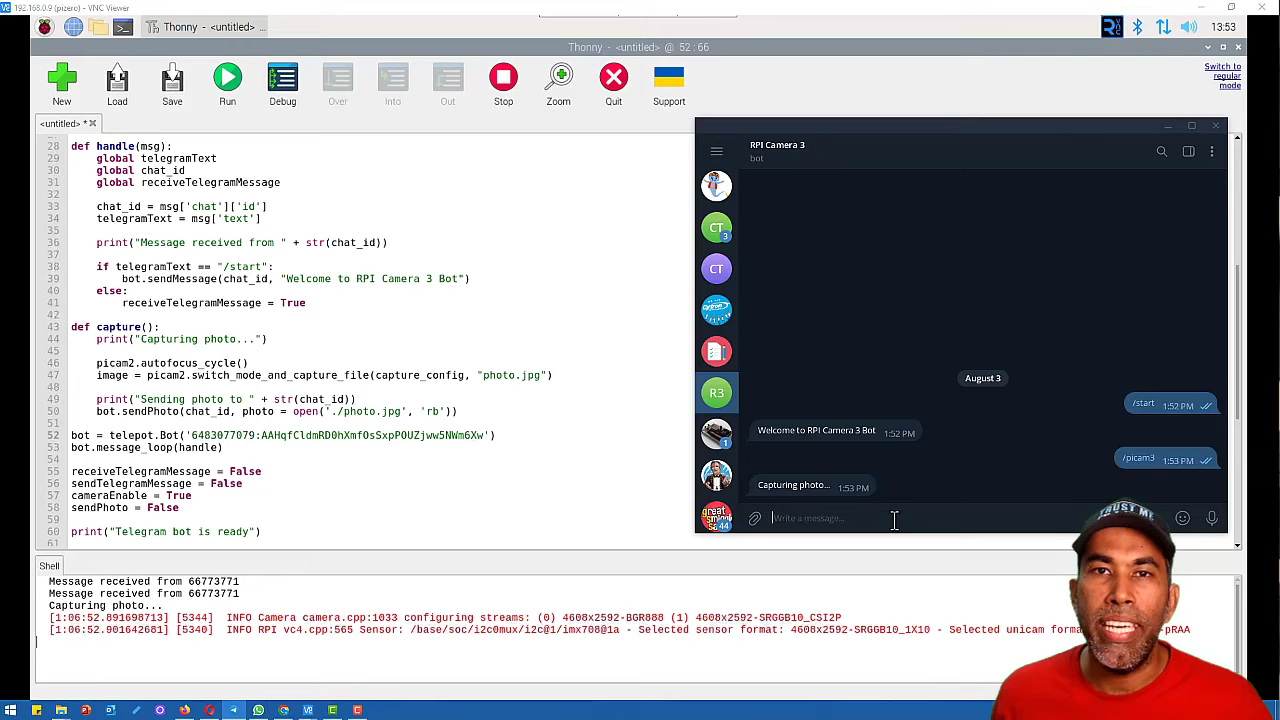 192.168.0.9 (pizero) - VNC Viewer
Thonny - <untitled> ...
13:53
Thonny - <untitled> @ 52 : 66
New
Load
Save
Run
Debug
Over
Into
Out
Stop
Zoom
Quit
Support
Switch to
regular
mode
<untitled> *
28 def handle(msg):
29 global telegramText
30 global chat_id
31 global receiveTelegramMessage
32
33 chat_id = msg['chat']['id']
34 telegramText = msg['text']
35
36 print("Message received from " + str(chat_id))
37
38 if telegramText == "/start":
39 bot.sendMessage(chat_id, "Welcome to RPI Camera 3 Bot")
40 else:
41 receiveTelegramMessage = True
42
43 def capture():
44 print("Capturing photo...")
45
46 picam2.autofocus_cycle()
47 image = picam2.switch_mode_and_capture_file(capture_config, "photo.jpg")
48
49 print("Sending photo to " + str(chat_id))
50 bot.sendPhoto(chat_id, photo = open('./photo.jpg', 'rb'))
51
52 bot = telepot.Bot('6483077079:AAHqfCldmRD0hXmfOsSxpPOUZjww5NWm6Xw')
53 bot.message_loop(handle)
54
55 receiveTelegramMessage = False
56 sendTelegramMessage = False
57 cameraEnable = True
58 sendPhoto = False
59
60 print("Telegram bot is ready")
61
RPI Camera 3
bot
CT
3
CT
R3
1
44
August 3
/start 1:52 PM
Welcome to RPI Camera 3 Bot 1:52 PM
/picam3 1:53 PM
Capturing photo... 1:53 PM
Write a message...
Shell
Message received from 66773771
Message received from 66773771
Capturing photo...
[1:06:52.891698713] [5344] INFO Camera camera.cpp:1033 configuring streams: (0) 4608x2592-BGR888 (1) 4608x2592-SRGGB10_CSI2P
[1:06:52.901642681] [5340] INFO RPI vc4.cpp:565 Sensor: /base/soc/i2c0mux/i2c@1/imx708@1a - Selected sensor format: 4608x2592-SRGGB10_1X10 - Selected unicam forma
-pRAA
TRUST ME